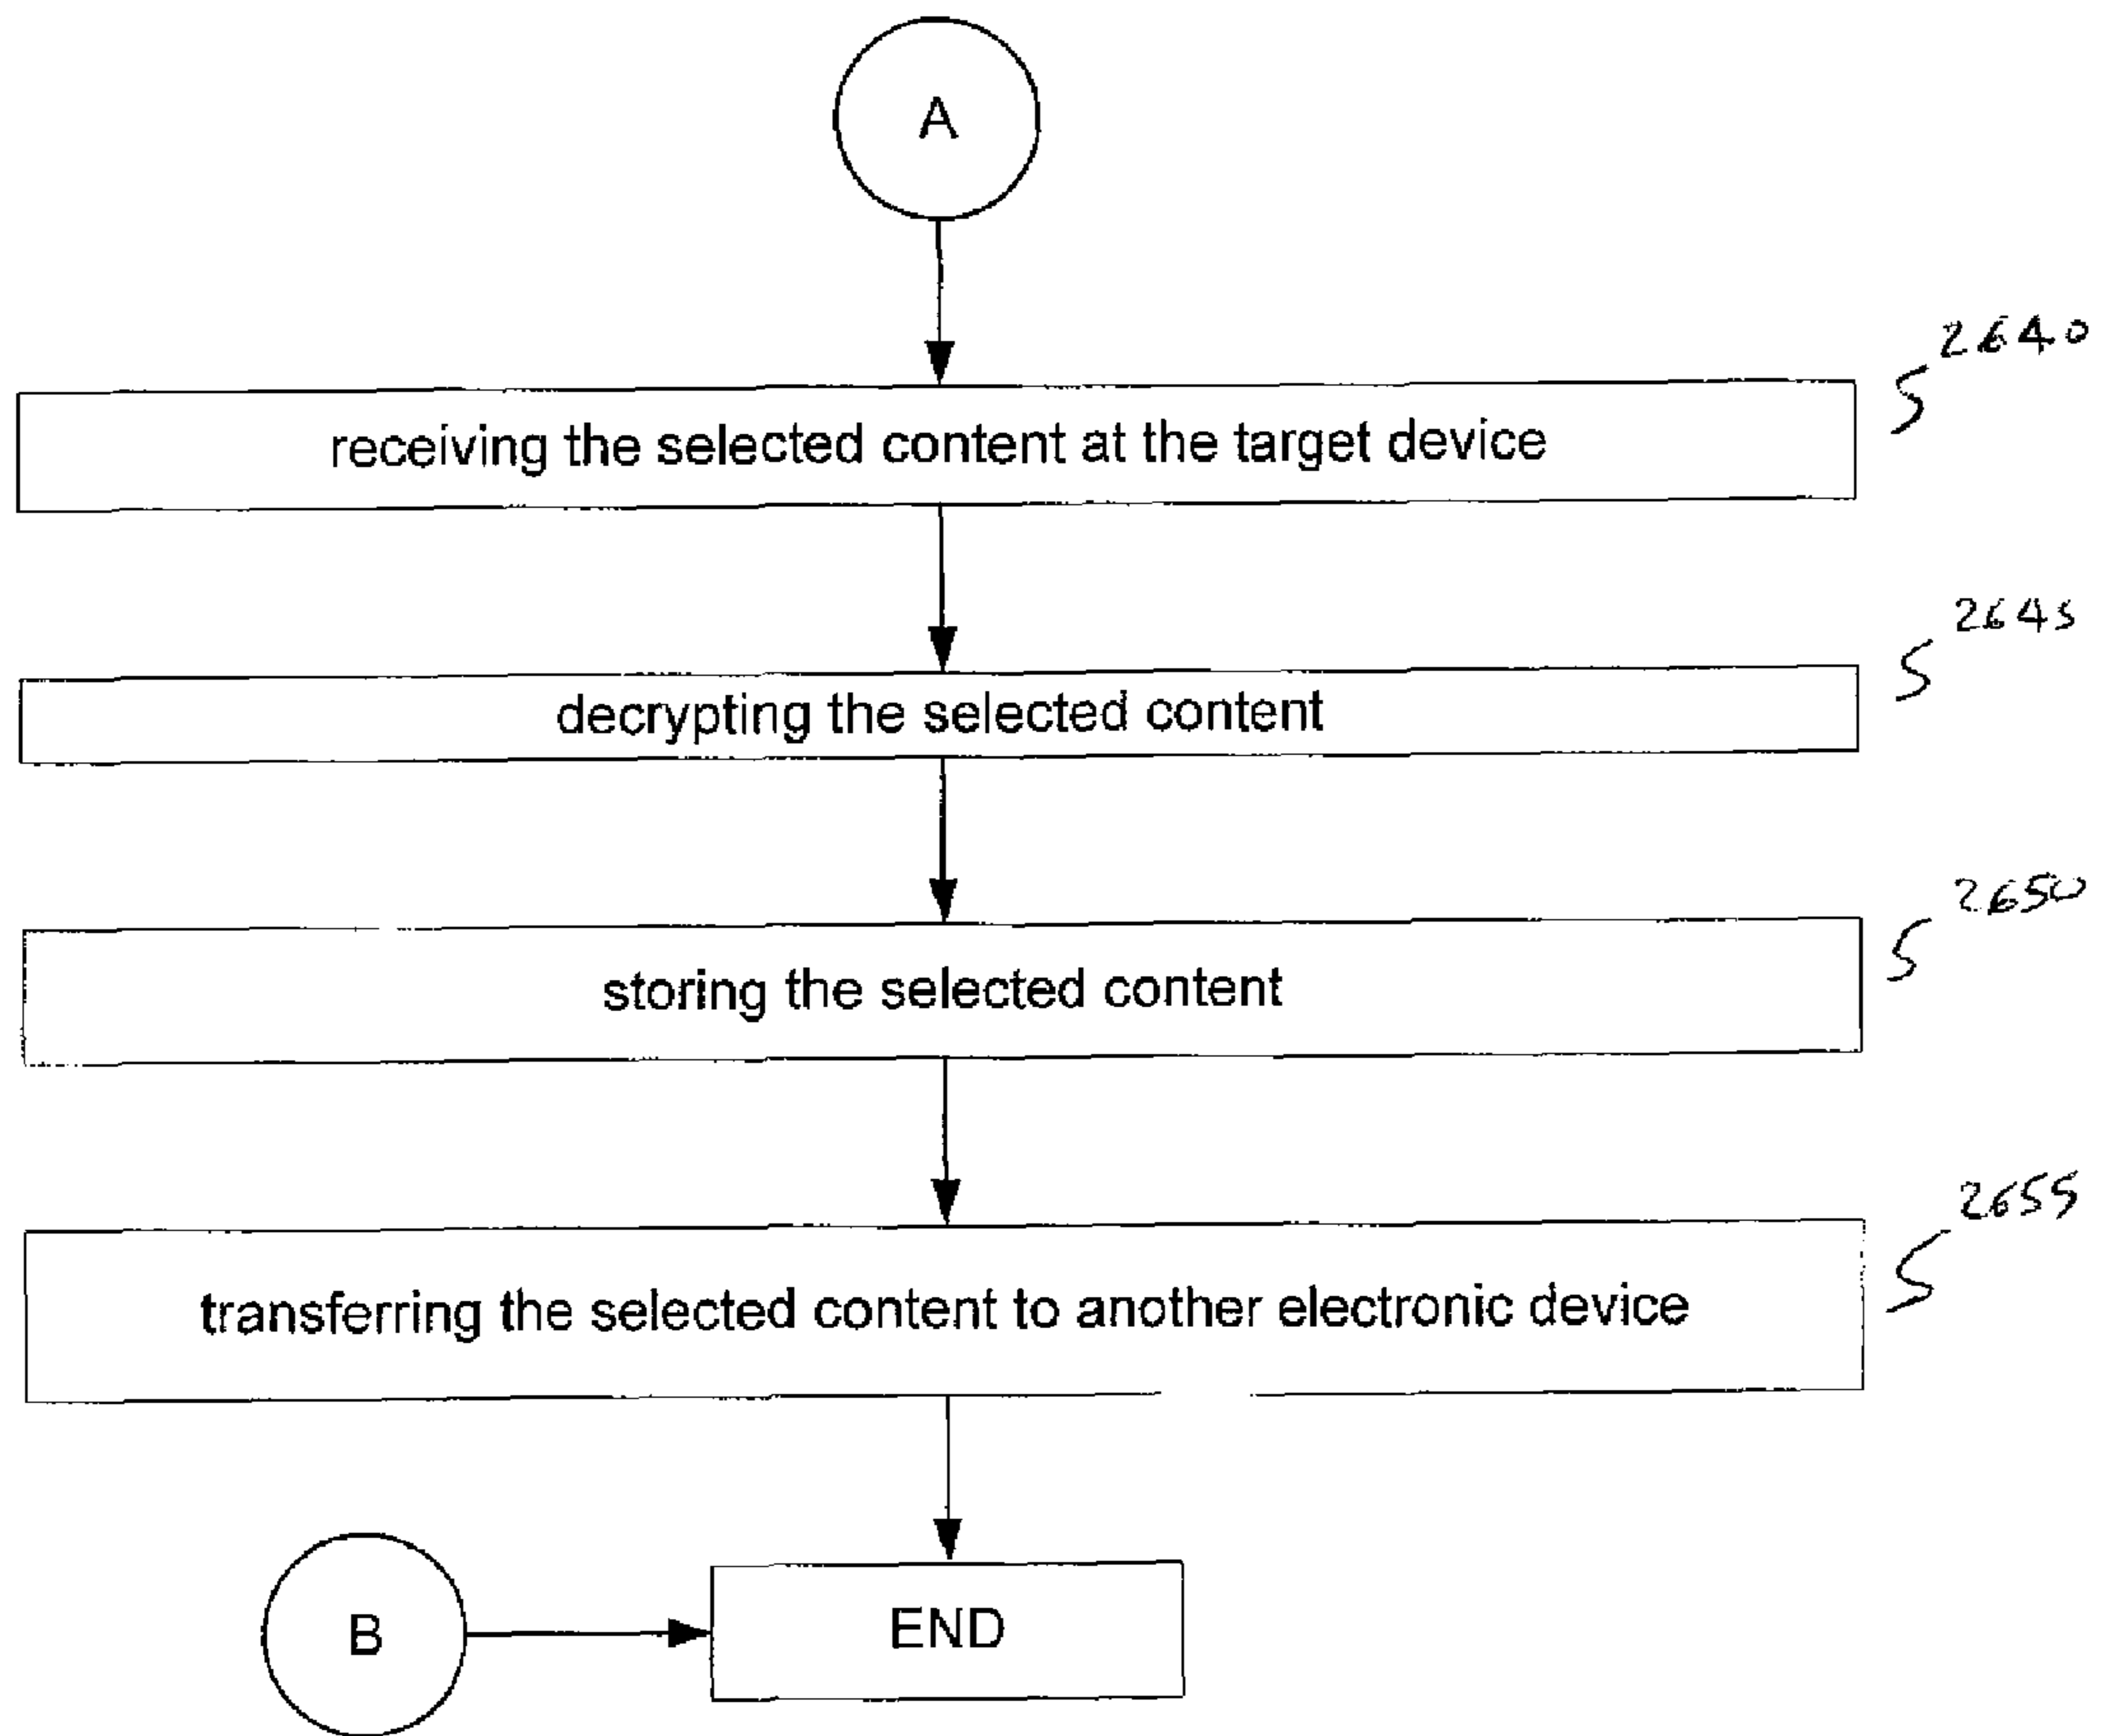 A
2640
receiving the selected content at the target device
2645
decrypting the selected content
2650
storing the selected content
2655
transferring the selected content to another electronic device
B
END